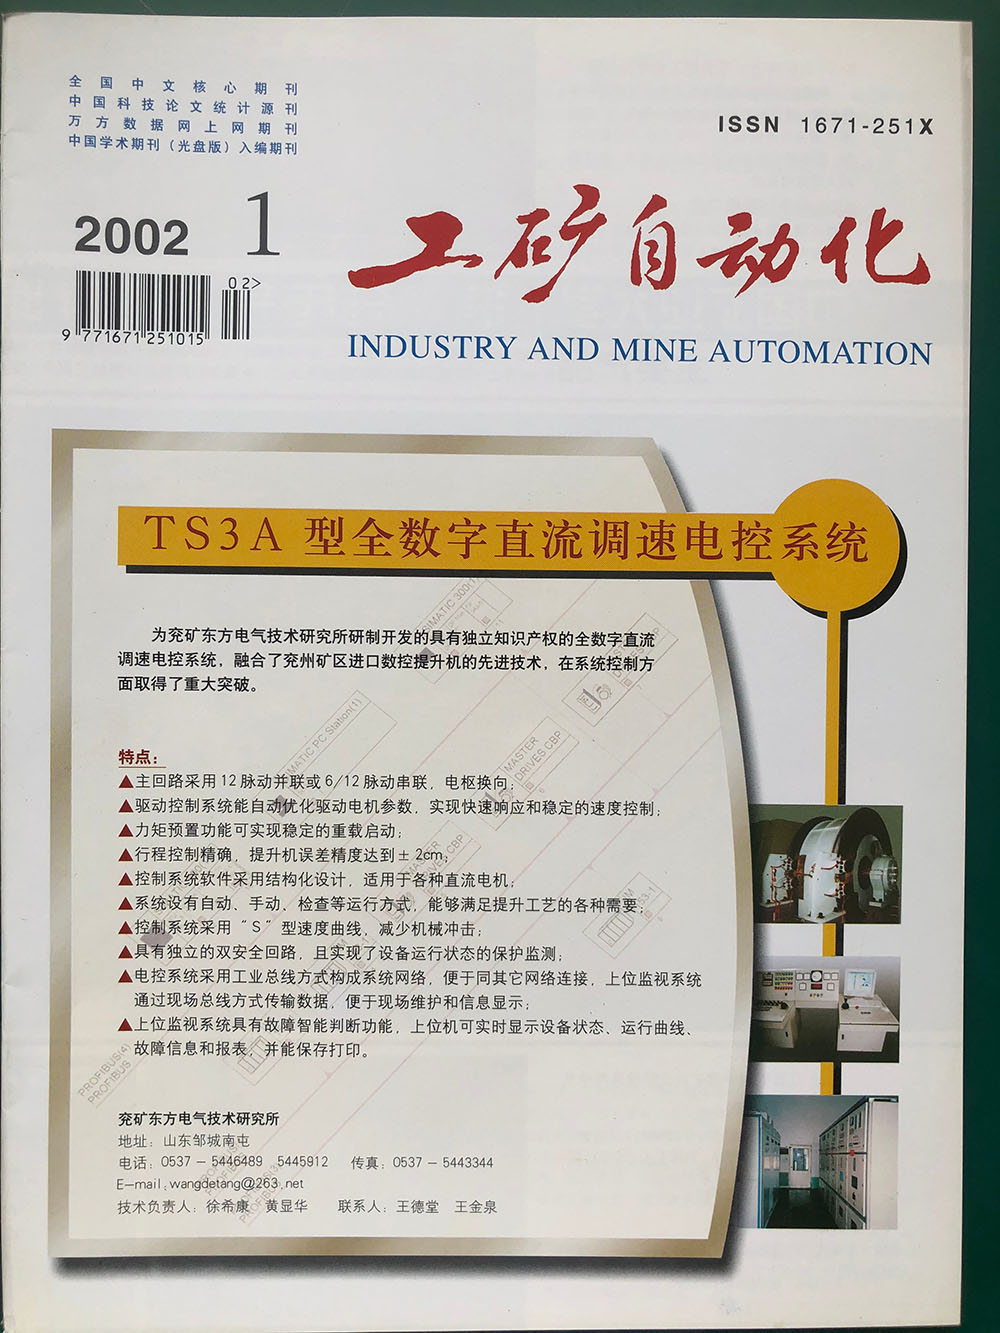 全国中文核心期刊
中国科技论文统计源刊
万方数据网上网期刊
中国学术期刊（光盘版）入编期刊
ISSN 1671-251X
2002 1
工矿自动化
02>
9 771671 251015
INDUSTRY AND MINE AUTOMATION
TS3A 型全数字直流调速电控系统
为兖矿东方电气技术研究所研制开发的具有独立知识产权的全数字直流
调速电控系统，融合了兖州矿区进口数控提升机的先进技术，在系统控制方
面取得了重大突破。
特点：
▲主回路采用12脉动并联或6/12脉动串联，电枢换向；
▲驱动控制系统能自动优化驱动电机参数，实现快速响应和稳定的速度控制；
▲力矩预置功能可实现稳定的重载启动；
▲行程控制精确，提升机误差精度达到±2cm；
▲控制系统软件采用结构化设计，适用于各种直流电机；
▲系统设有自动、手动、检查等运行方式，能够满足提升工艺的各种需要；
▲控制系统采用“S”型速度曲线，减少机械冲击；
▲具有独立的双安全回路，且实现了设备运行状态的保护监测；
▲电控系统采用工业总线方式构成系统网络，便于同其它网络连接，上位监视系统
通过现场总线方式传输数据，便于现场维护和信息显示；
▲上位监视系统具有故障智能判断功能，上位机可实时显示设备状态、运行曲线、
故障信息和报表，并能保存打印。
兖矿东方电气技术研究所
地址：山东邹城南屯
电话：0537－5446489 5445912 传真：0537－5443344
E-mail:wangdetang@263.net
技术负责人：徐希康 黄显华 联系人：王德堂 王金泉
SIMATIC 300(1)
MATIC PC Station(1)
MASTER
DRIVES CBP
MASTER
DRIVES CBP
PROFIBUS(4)
PROFIBUS